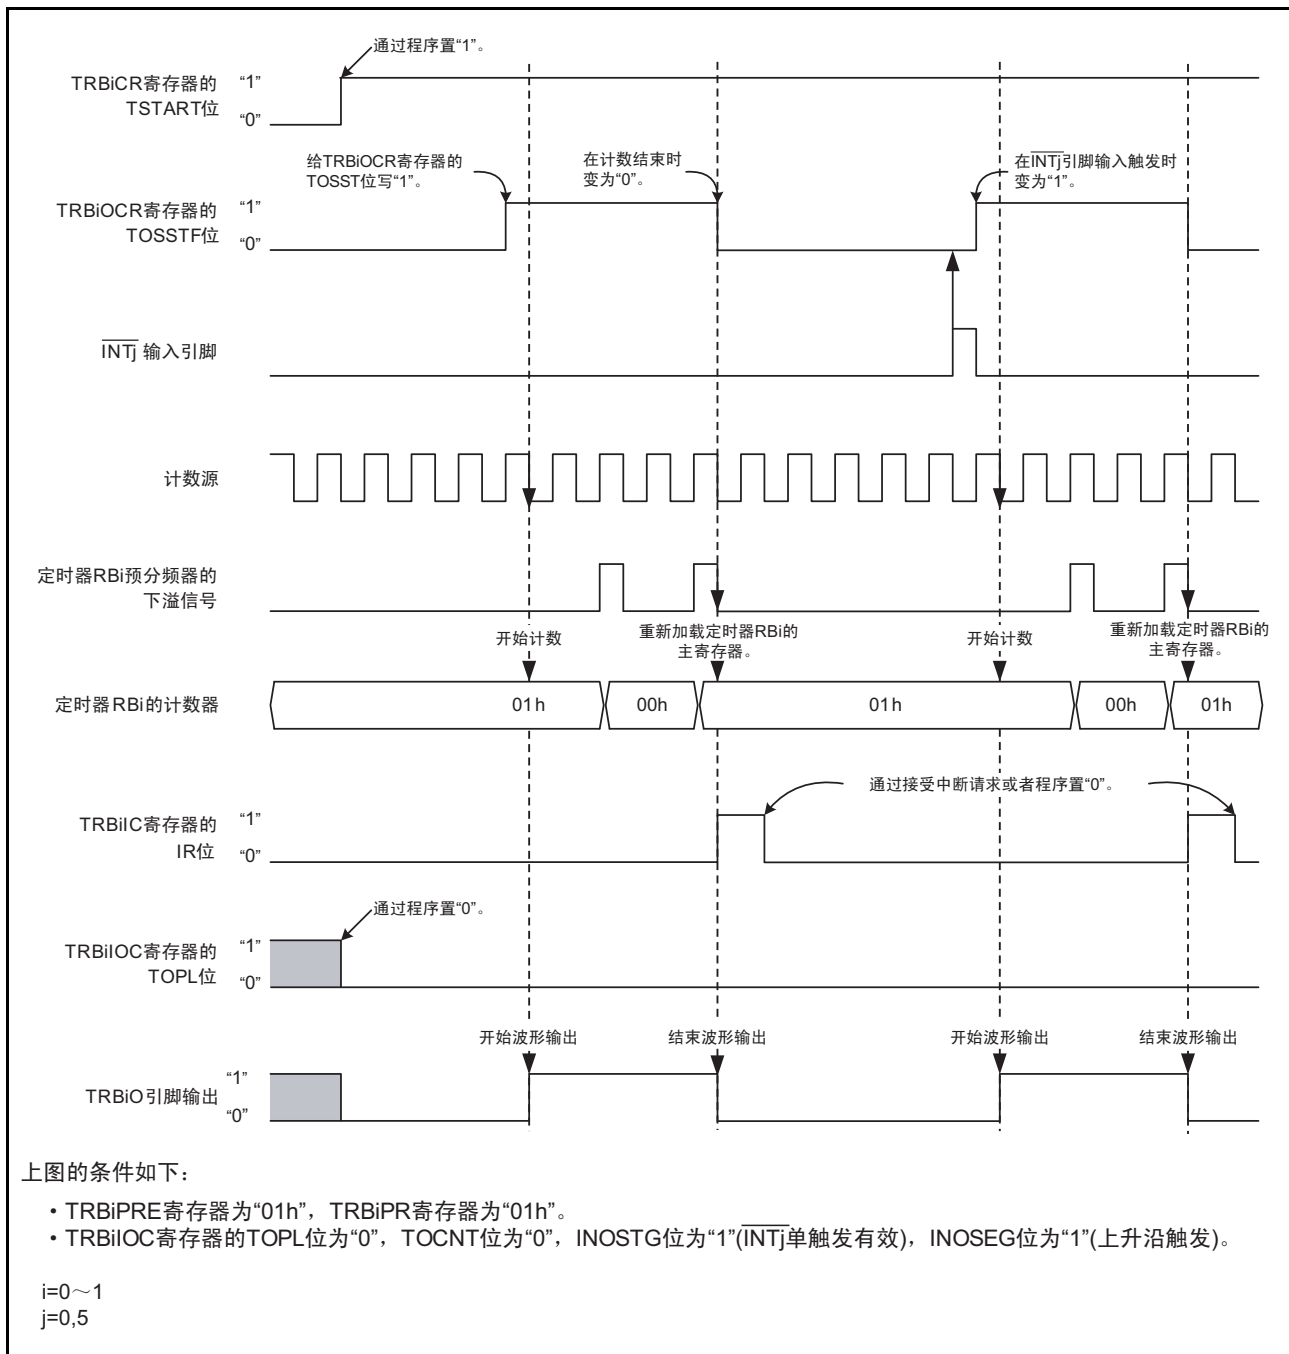 通过程序置“1”。
TRBiCR寄存器的
TSTART位
“1”
“0”
给TRBiOCR寄存器的
TOSST位写“1”。
在计数结束时
变为“0”。
在INTj引脚输入触发时
变为“1”。
TRBiOCR寄存器的
TOSSTF位
“1”
“0”
INTj 输入引脚
计数源
定时器RBi预分频器的
下溢信号
开始计数
重新加载定时器RBi的
主寄存器。
开始计数
重新加载定时器RBi的
主寄存器。
定时器RBi的计数器
01h
00h
01h
00h
01h
通过接受中断请求或者程序置“0”。
TRBiIC寄存器的
IR位
“1”
“0”
通过程序置“0”。
TRBiIOC寄存器的
TOPL位
“1”
“0”
开始波形输出
结束波形输出
开始波形输出
结束波形输出
TRBiO引脚输出
“1”
“0”
上图的条件如下：
・TRBiPRE寄存器为“01h”，TRBiPR寄存器为“01h”。
・TRBiIOC寄存器的TOPL位为“0”，TOCNT位为“0”，INOSTG位为“1”(INTj单触发有效)，INOSEG位为“1”(上升沿触发)。
i=0～1
j=0,5